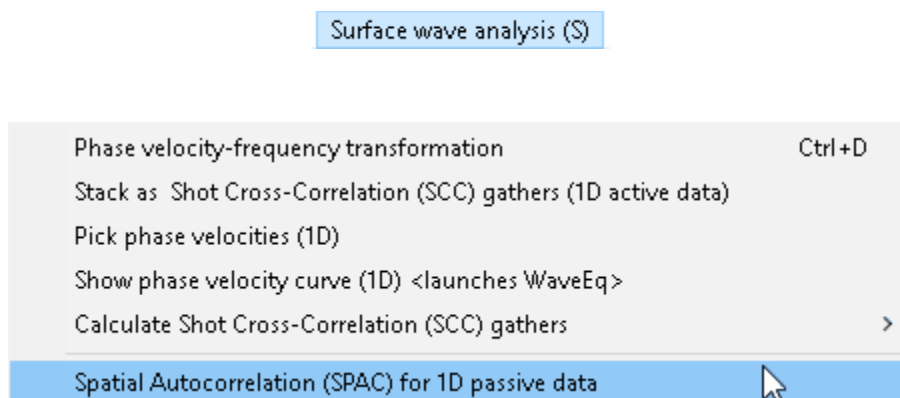 Surface wave analysis (S)
Phase velocity-frequency transformation Ctrl+D
Stack as  Shot Cross-Correlation (SCC) gathers (1D active data)
Pick phase velocities (1D)
Show phase velocity curve (1D) <launches WaveEq>
Calculate Shot Cross-Correlation (SCC) gathers >
Spatial Autocorrelation (SPAC) for 1D passive data